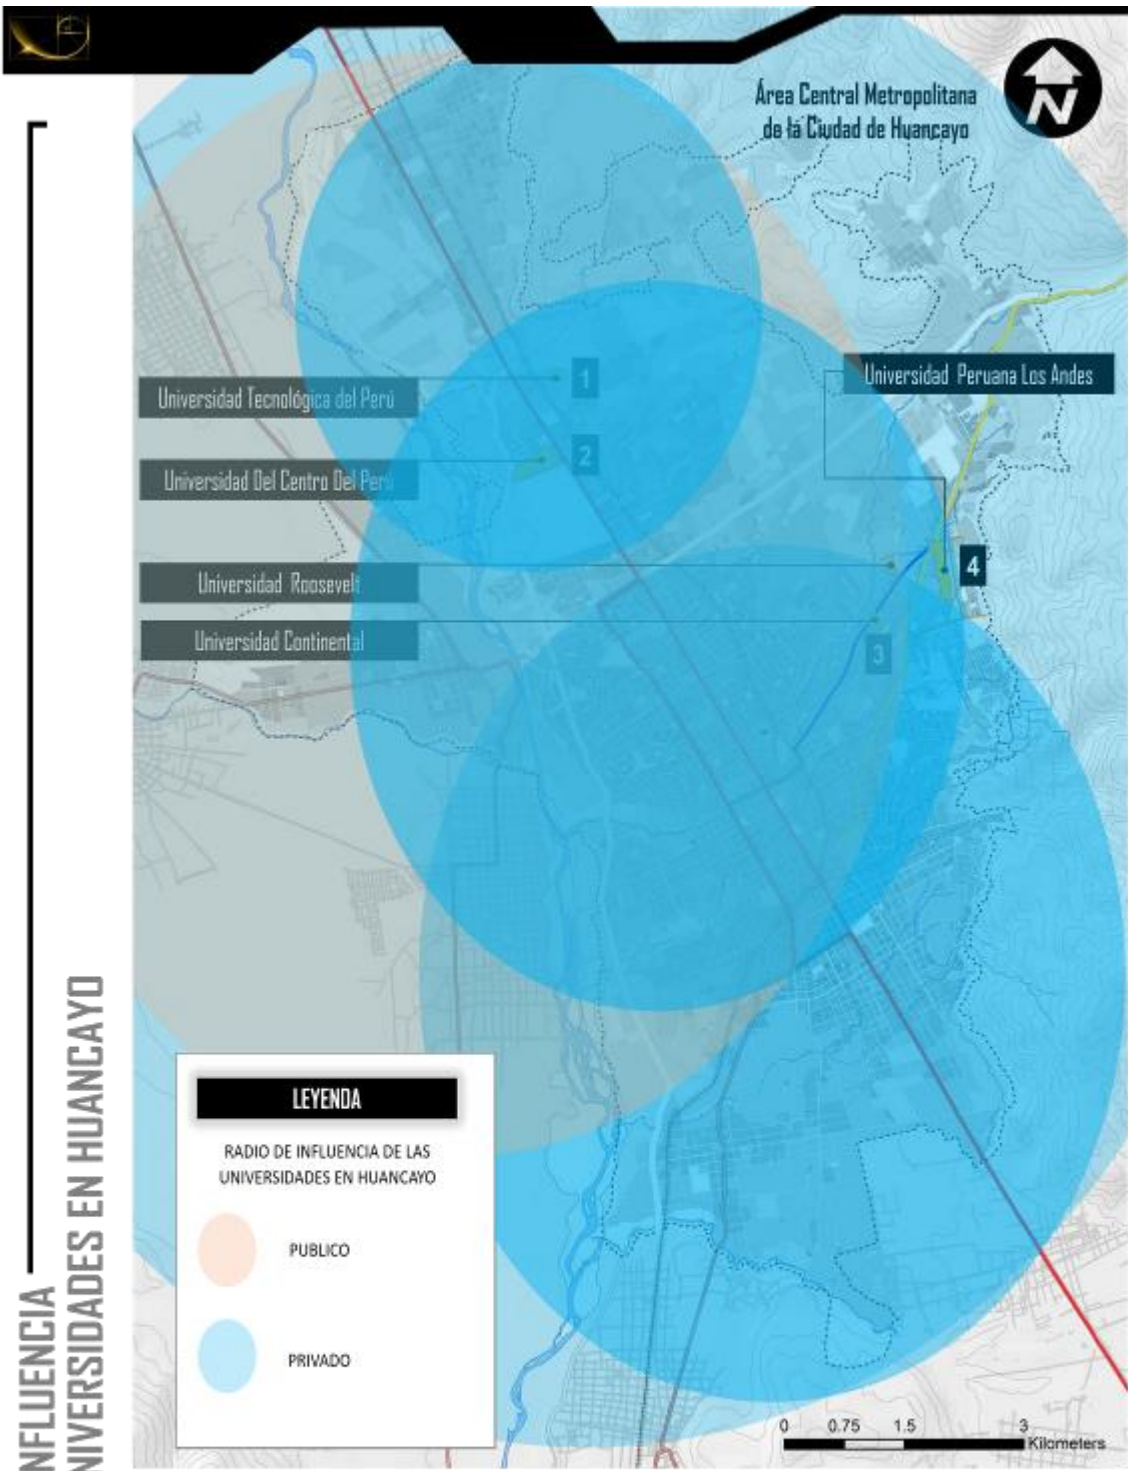 Área Central Metropolitana
de la Ciudad de Huancayo
N
1
Universidad Tecnológica del Perú
Universidad Peruana Los Andes
2
Universidad Del Centro Del Perú
4
Universidad Roosevelt
Universidad Continental
3
LEYENDA
RADIO DE INFLUENCIA DE LAS
UNIVERSIDADES EN HUANCAYO
PUBLICO
PRIVADO
0 0.75 1.5 3
Kilometers
NFLUENCIA
NIVERSIDADES EN HUANCAYO